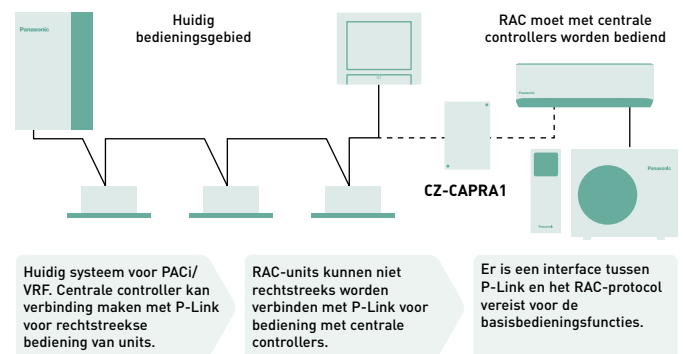 Panasonic
Huidig
bedieningsgebied
RAC moet met centrale
controllers worden bediend
Panasonic
CZ-CAPRA1
Panasonic
Panasonic
Huidig systeem voor PACi/
VRF. Centrale controller kan
verbinding maken met P-Link
voor rechtstreekse
bediening van units.
RAC-units kunnen niet
rechtstreeks worden
verbinden met P-Link voor
bediening met centrale
controllers.
Er is een interface tussen
P-Link en het RAC-protocol
vereist voor de
basisbedieningsfuncties.